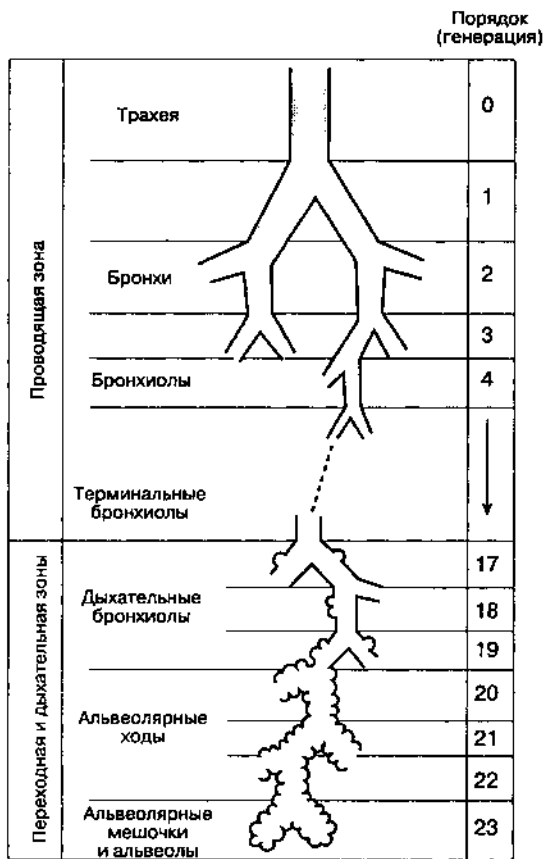 Порядок
(генерация)
Проводящая зона
Трахея
0
1
Бронхи
2
3
Бронхиолы
4
Терминальные
бронхиолы
Переходная и дыхательная зоны
17
Дыхательные
бронхиолы
18
19
20
Альвеолярные
ходы
21
22
Альвеолярные
мешочки
и альвеолы
23